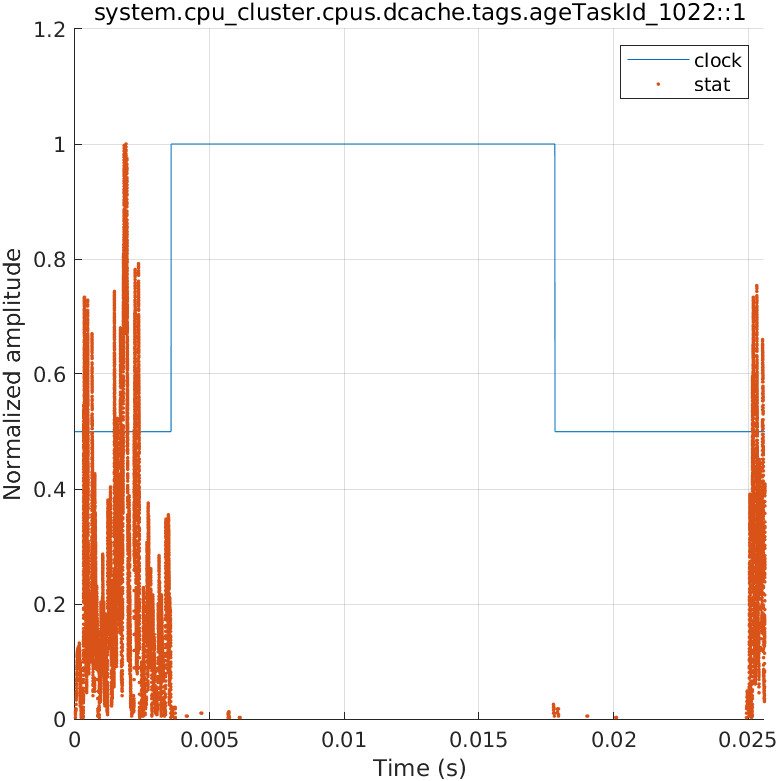 system.cpu_cluster.cpus.dcache.tags.ageTaskId_1022::1
1.2
clock
stat
1
0.8
0.6
0.4
0.2
0
Normalized amplitude
0
0.005
0.01
0.015
0.02
0.025
Time (s)